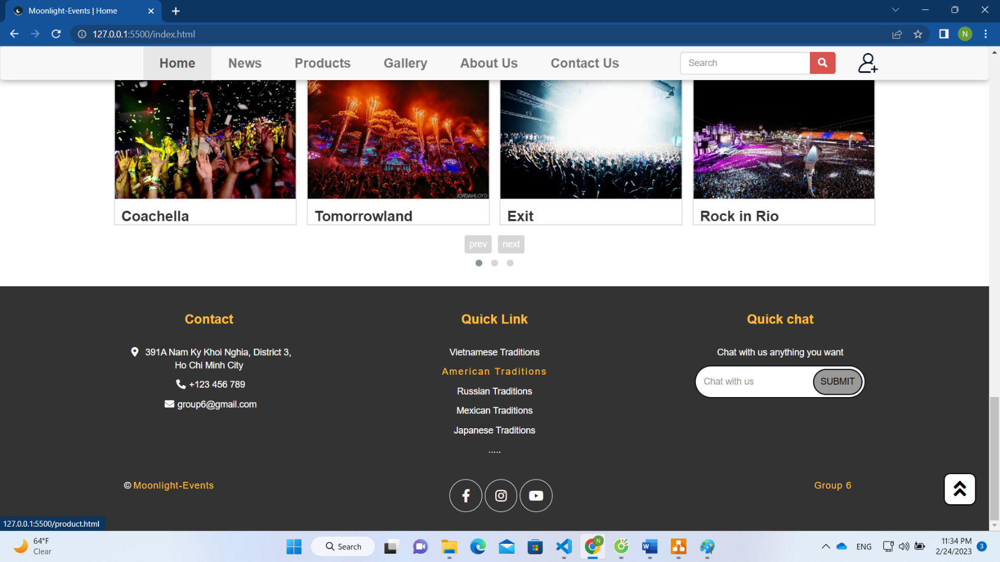 Moonlight-Events | Home
127.0.0.1:5500/index.html
N
Home News Products Gallery About Us Contact Us Search
JORDANLOYD
Coachella Tomorrowland Exit Rock in Rio
prev next
Contact Quick Link Quick chat
391A Nam Ky Khoi Nghia, District 3,
Ho Chi Minh City
+123 456 789
group6@gmail.com
Vietnamese Traditions
American Traditions
Russian Traditions
Mexican Traditions
Japanese Traditions
.....
Chat with us anything you want
Chat with us SUBMIT
© Moonlight-Events Group 6
127.0.0.1:5500/product.html
64°F
Clear
Search
N
ENG
11:34 PM
2/24/2023
3